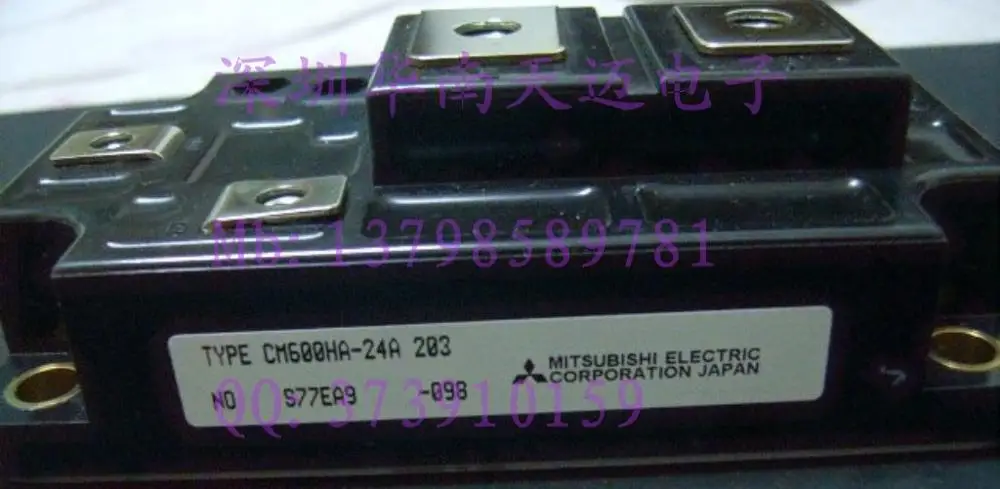 深圳华南天迈电子
Mb: 13798589781
TYPE CM600HA-24A 203
NO S77EA9 -098
MITSUBISHI ELECTRIC
CORPORATION JAPAN
QQ: 373910159